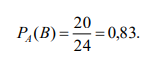 P_A(B) = 20/24 = 0,83.